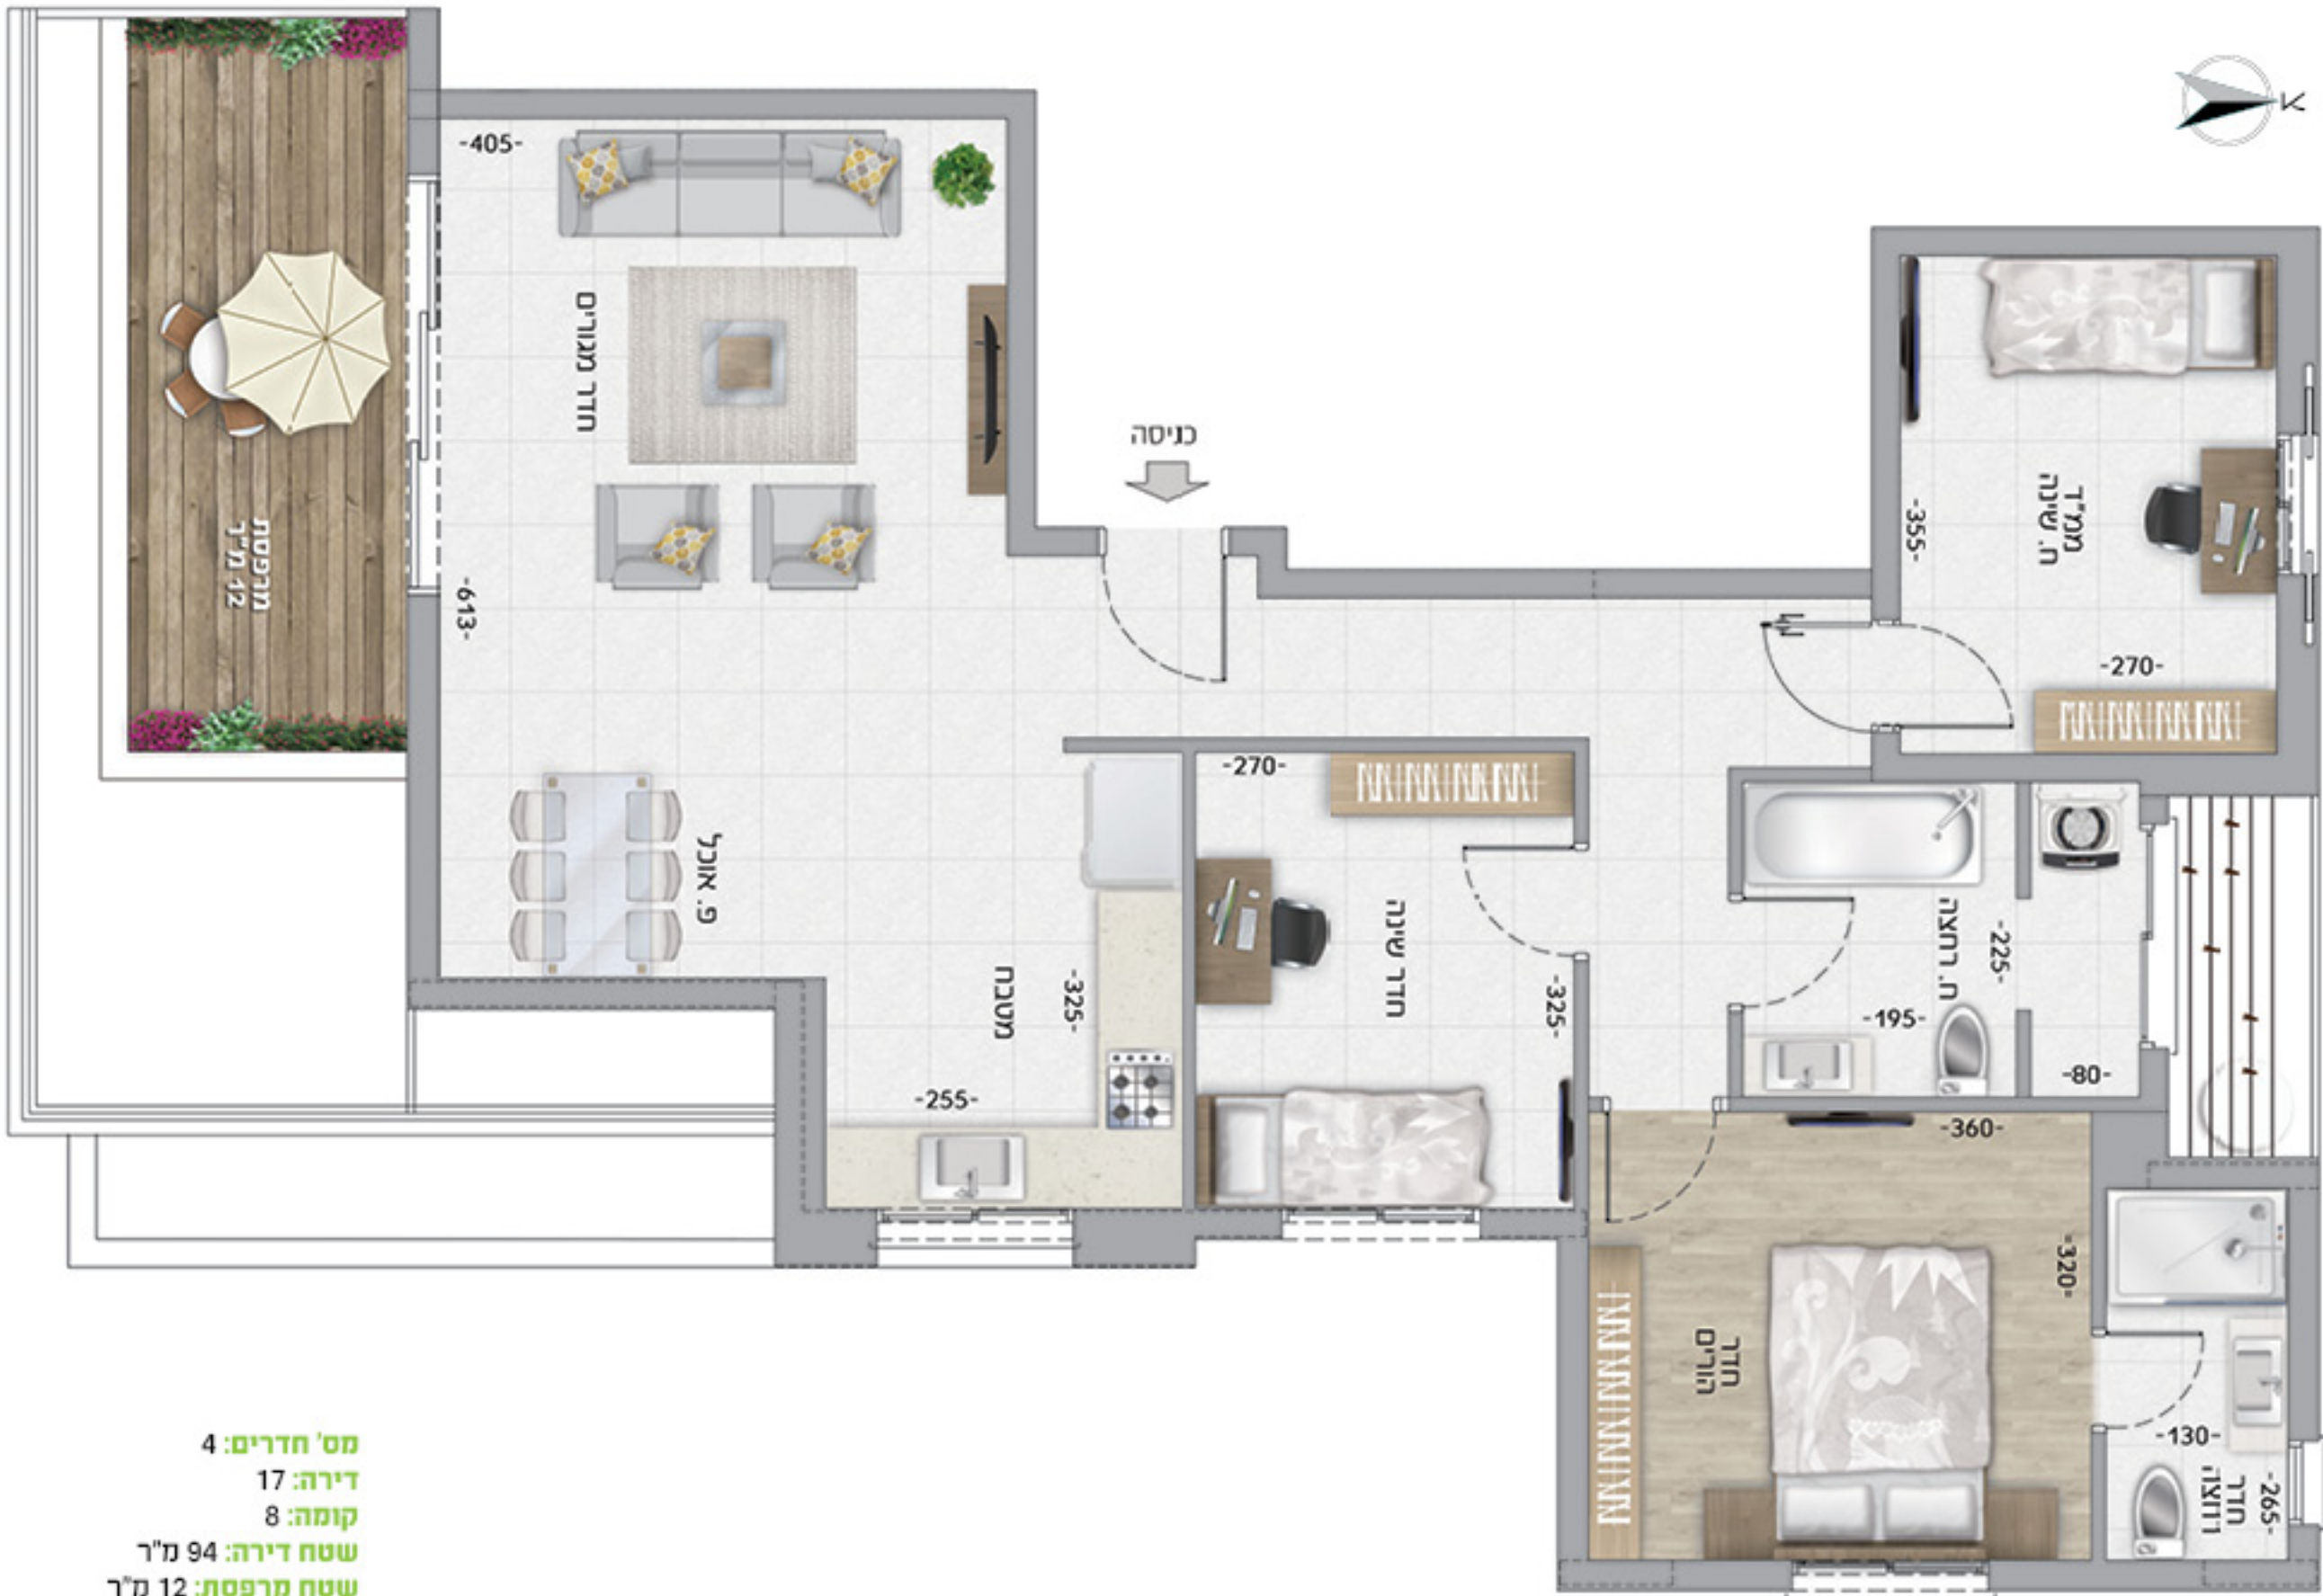 -405-
חדר מגורים
-613-
מרפסת
12 מ"ר
כניסה
ממ"ד
ח. שינה
-355-
-270-
פ. אוכל
מטבח
-325-
-255-
-270-
חדר שינה
-325-
ח. רחצה
-225-
-195-
-80-
-360-
-320-
חדר
הורים
-130-
חדר
רחצה
-265-
מס' חדרים: 4
דירה: 17
קומה: 8
שטח דירה: 94 מ"ר
שטח מרפסת: 12 מ"ר